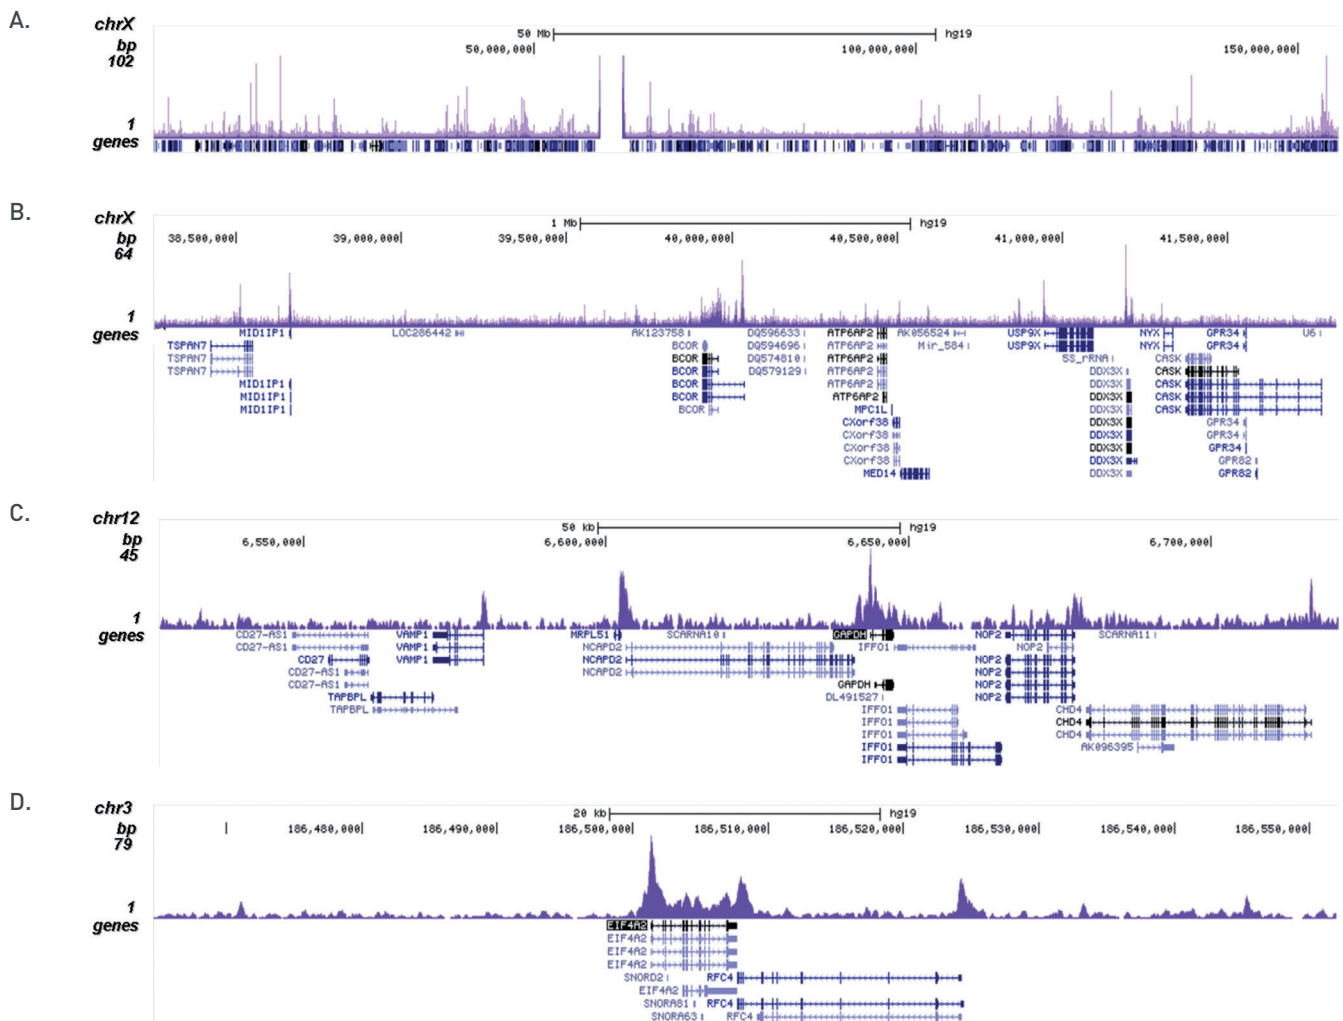 A.
chrX
bp
102
1
genes
50 Mb hg19
50,000,000 100,000,000 150,000,000
B.
chrX
bp
64
1
genes
1 Mb hg19
38,500,000 39,000,000 39,500,000 40,000,000 40,500,000 41,000,000 41,500,000
MID1IP1 LOC286442 AK123758 DQ596633 ATP6AP2 AK056524 USP9X NYX GPR34 U6
TSPAN7 BCOR DQ594696 ATP6AP2 Mir_584 USP9X NYX GPR34
TSPAN7 BCOR DQ574810 ATP6AP2 5S_rRNA CASK
TSPAN7 BCOR DQ579129 ATP6AP2 DDX3X CASK
MID1IP1 BCOR ATP6AP2 DDX3X CASK
MID1IP1 BCOR ATP6AP2 DDX3X CASK
MID1IP1 BCOR MPC1L DDX3X CASK
CXorf38 DDX3X GPR34
CXorf38 DDX3X GPR34
CXorf38 DDX3X GPR34
CXorf38 DDX3X GPR82
MED14 DDX3X GPR82
C.
chr12
bp
45
1
genes
50 kb hg19
6,550,000 6,600,000 6,650,000 6,700,000
CD27-AS1 VAMP1 MRPL51 SCARNA10 GAPDH NOP2 SCARNA11
CD27-AS1 VAMP1 NCAPD2 IFFO1 NOP2
CD27 VAMP1 NCAPD2 NOP2
CD27-AS1 NCAPD2 NOP2
CD27-AS1 GAPDH NOP2
TAPBPL DL491527 NOP2
TAPBPL IFFO1 CHD4
IFFO1 CHD4
IFFO1 CHD4
IFFO1 AK096395
IFFO1
D.
chr3
bp
79
1
genes
20 kb hg19
186,480,000 186,490,000 186,500,000 186,510,000 186,520,000 186,530,000 186,540,000 186,550,000
EIF4A2
EIF4A2
EIF4A2
EIF4A2
SNORD2 RFC4
EIF4A2
SNORA81 RFC4
SNORA63 RFC4